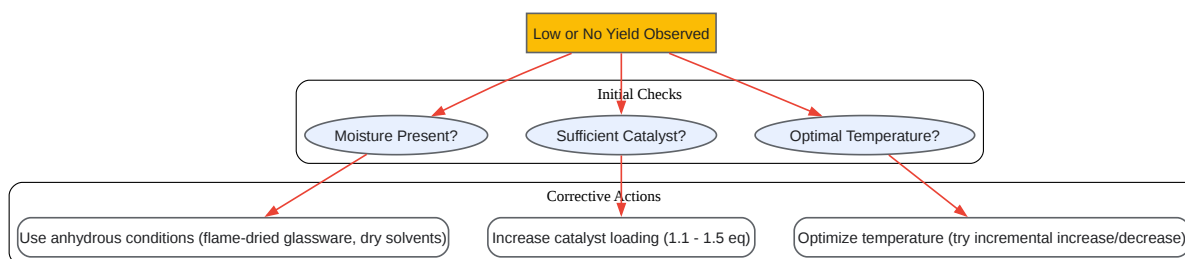 Low or No Yield Observed
Initial Checks
Moisture Present?
Sufficient Catalyst?
Optimal Temperature?
Corrective Actions
Use anhydrous conditions (flame-dried glassware, dry solvents)
Increase catalyst loading (1.1 - 1.5 eq)
Optimize temperature (try incremental increase/decrease)